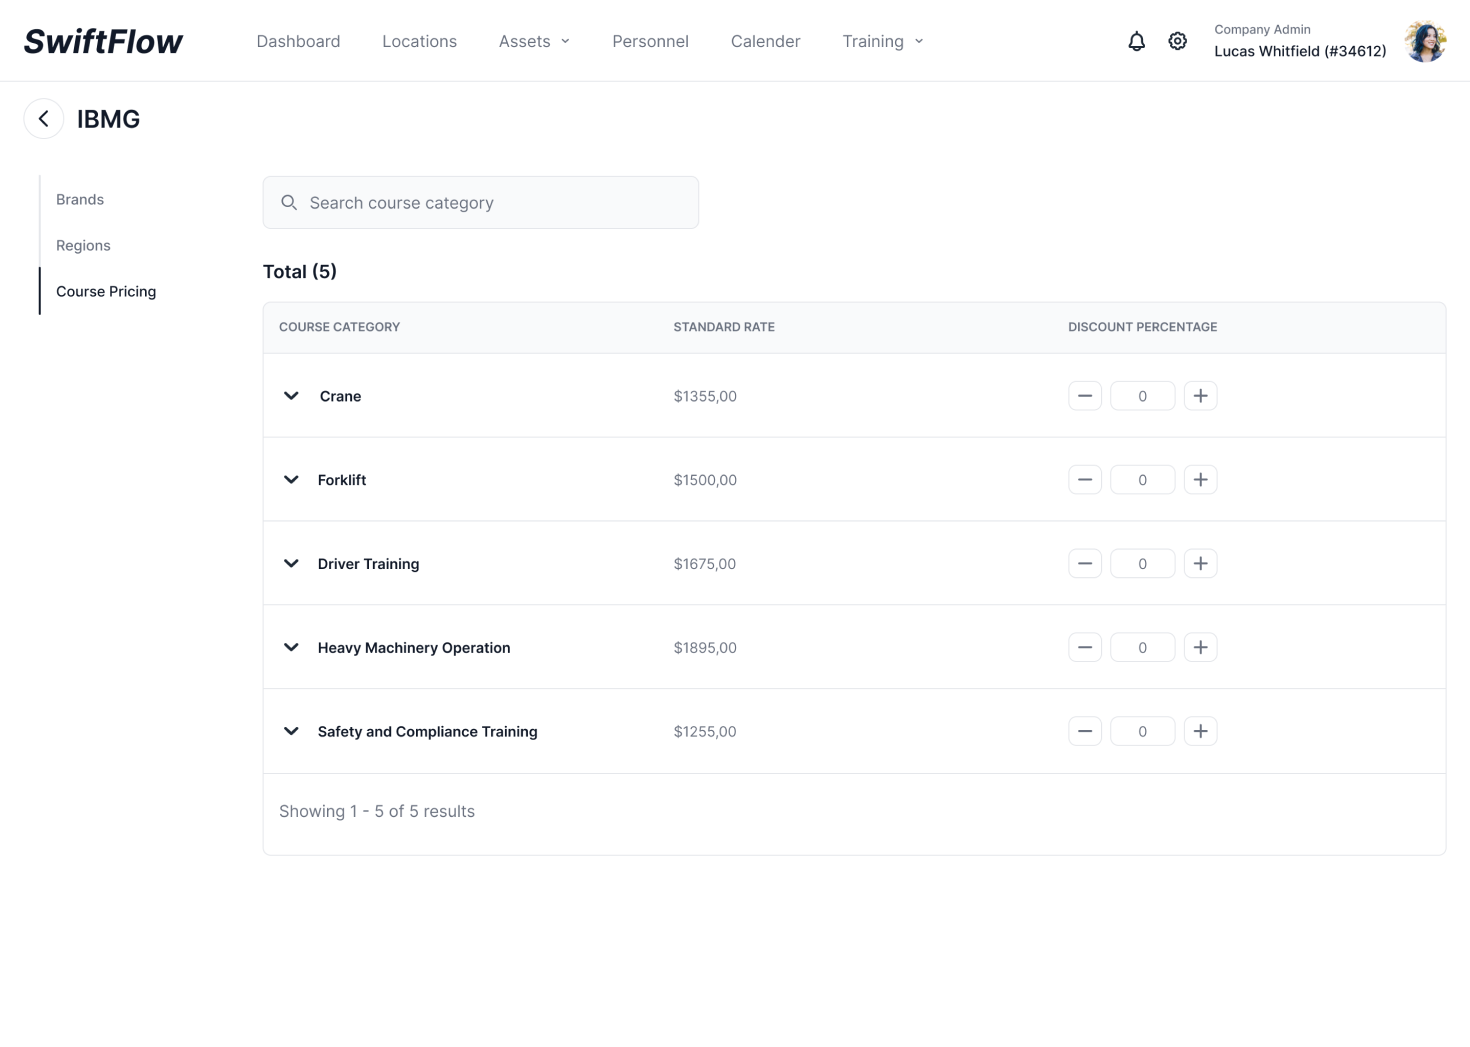 SwiftFlow
Dashboard
Locations
Assets
Personnel
Calender
Training
Company Admin
Lucas Whitfield (#34612)
IBMG
Brands
Regions
Course Pricing
Search course category
Total (5)
COURSE CATEGORY STANDARD RATE DISCOUNT PERCENTAGE
Crane $1355,00 0
Forklift $1500,00 0
Driver Training $1675,00 0
Heavy Machinery Operation $1895,00 0
Safety and Compliance Training $1255,00 0
Showing 1 - 5 of 5 results